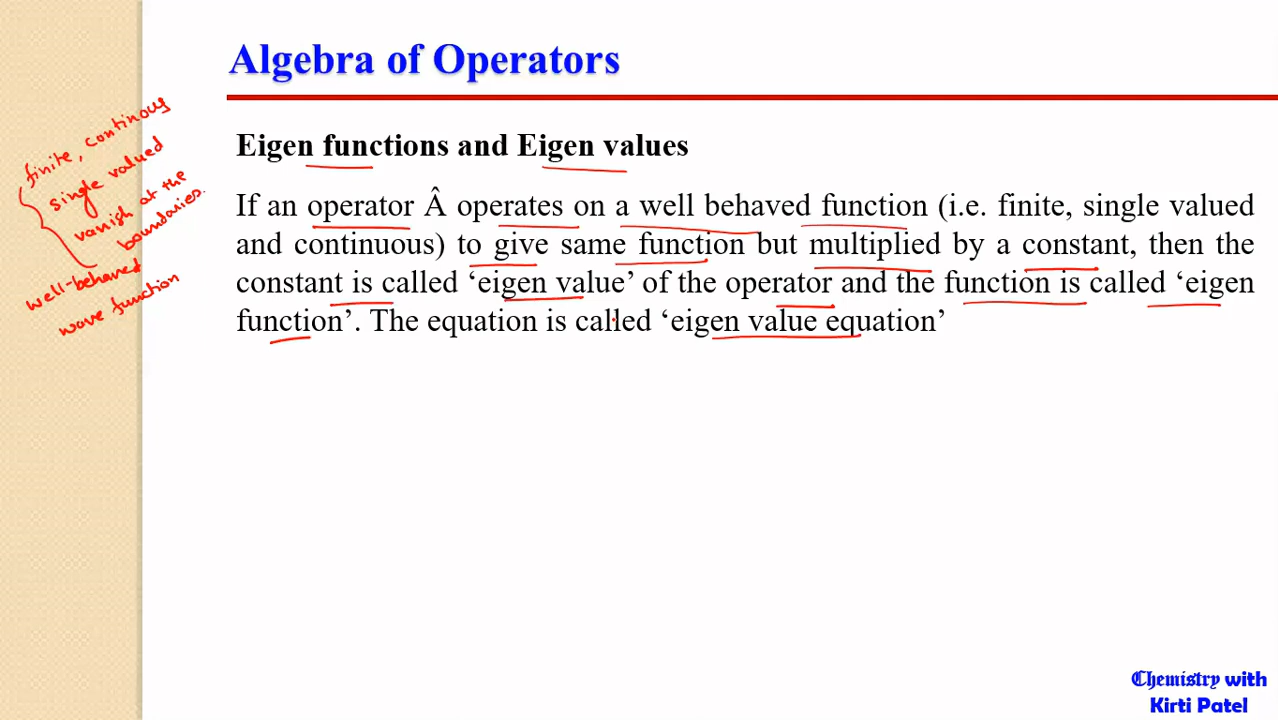 Algebra of Operators
Eigen functions and Eigen values
If an operator Â operates on a well behaved function (i.e. finite, single valued
and continuous) to give same function but multiplied by a constant, then the
constant is called ‘eigen value’ of the operator and the function is called ‘eigen
function’. The equation is called ‘eigen value equation’
finite, continous
single valued
vanish at the
boundaries.
well-behaved
wave function
Chemistry with
Kirti Patel